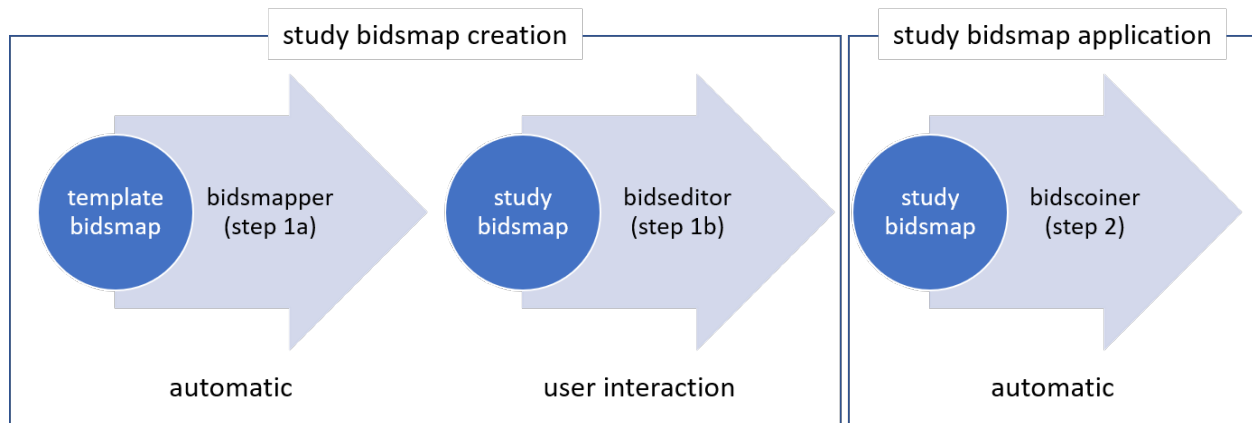 study bidsmap creation
study bidsmap application
template
bidsmap
bidsmapper
(step 1a)
study
bidsmap
bidseditor
(step 1b)
study
bidsmap
bidscoiner
(step 2)
automatic
user interaction
automatic